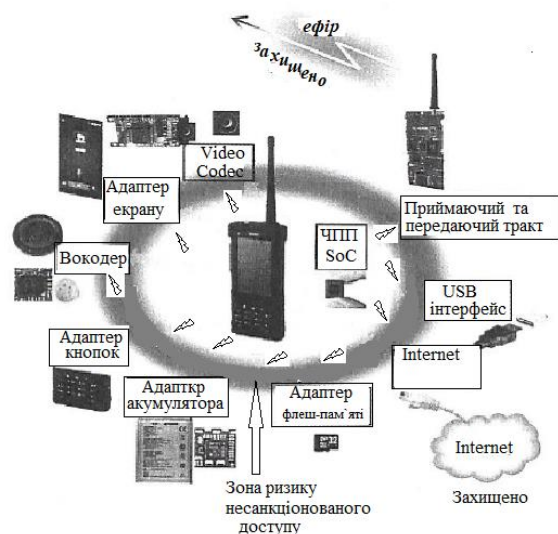 ефір
захищено
Video
Codec
Адаптер
екрану
ЧПП
SoC
Приймаючий та
передаючий тракт
Вокодер
USB
інтерфейс
Адаптер
кнопок
Internet
Адапткр
акумулятора
Адаптер
флеш-пам`яті
Internet
Зона ризику
несанкціонованого
доступу
Захищено